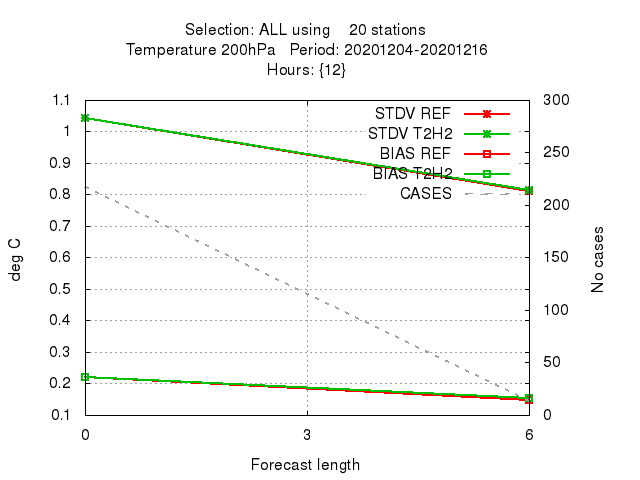 Selection: ALL using 20 stations
Temperature 200hPa Period: 20201204-20201216
Hours: {12}
1.1
1
0.9
0.8
0.7
0.6
0.5
0.4
0.3
0.2
0.1
deg C
STDV REF
STDV T2H2
BIAS REF
BIAS T2H2
CASES
300
250
200
150
100
50
0
No cases
0 3 6
Forecast length